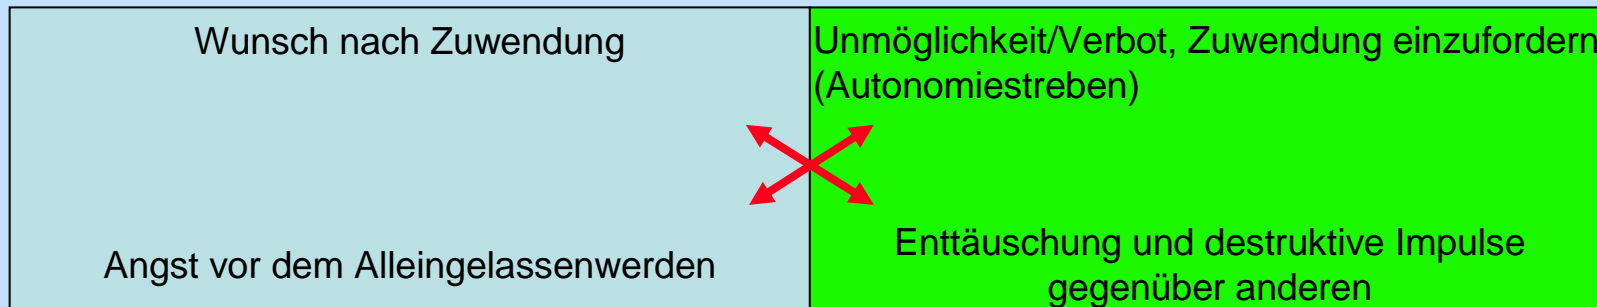 Wunsch nach Zuwendung
Unmöglichkeit/Verbot, Zuwendung einzufordern
(Autonomiestreben)
Angst vor dem Alleingelassenwerden
Enttäuschung und destruktive Impulse
gegenüber anderen